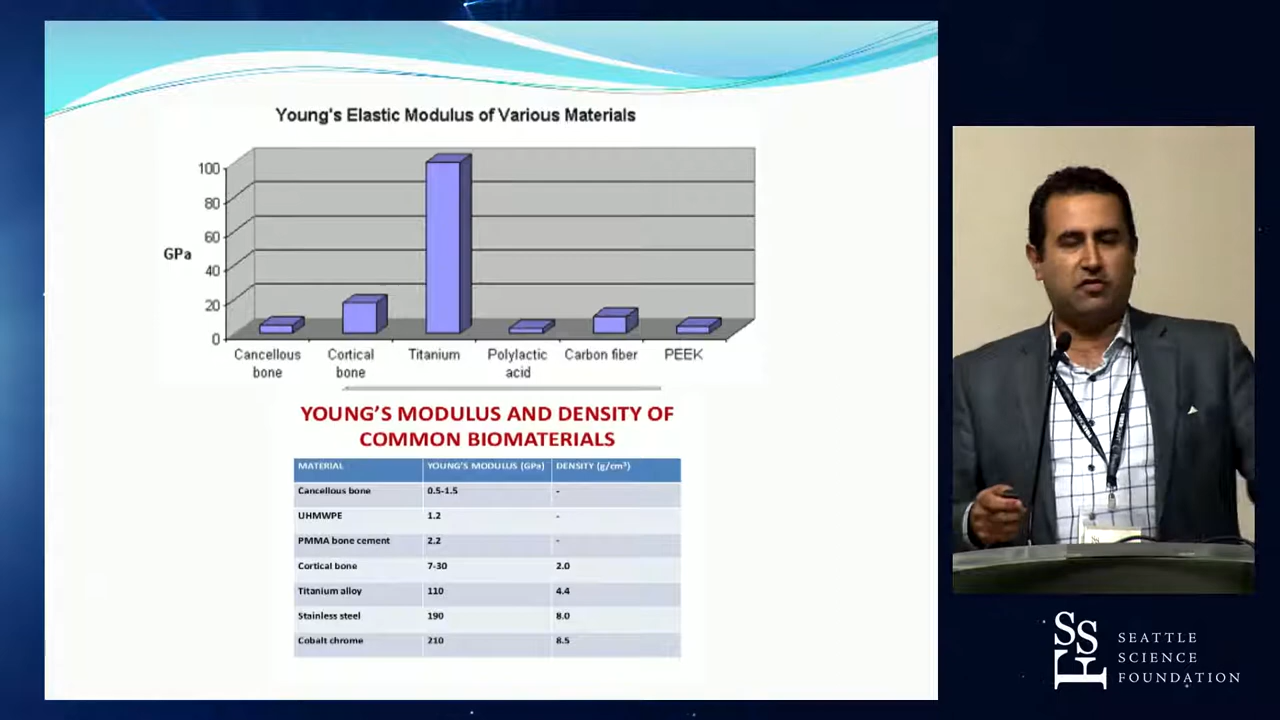 Young's Elastic Modulus of Various Materials
100
80
60
GPa
40
20
0
Cancellous bone
Cortical bone
Titanium
Polylactic acid
Carbon fiber
PEEK
YOUNG'S MODULUS AND DENSITY OF
COMMON BIOMATERIALS
MATERIAL YOUNG'S MODULUS (GPa) DENSITY (g/cm³)
Cancellous bone 0.5-1.5 -
UHMWPE 1.2 -
PMMA bone cement 2.2 -
Cortical bone 7-30 2.0
Titanium alloy 110 4.4
Stainless steel 190 8.0
Cobalt chrome 210 8.5
SSF
SEATTLE
SCIENCE
FOUNDATION